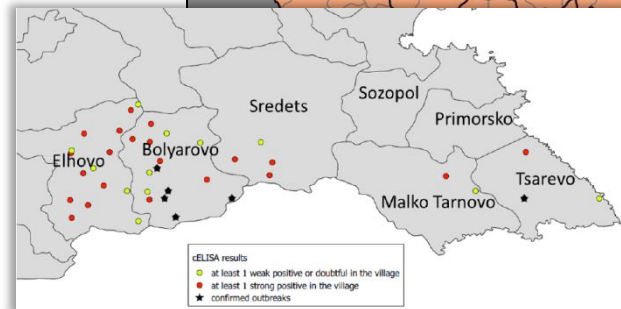 Sredets
Sozopol
Primorsko
Elhovo
Bolyarovo
Tsarevo
Malko Tarnovo
cELISA results
at least 1 weak positive or doubtful in the village
at least 1 strong positive in the village
confirmed outbreaks